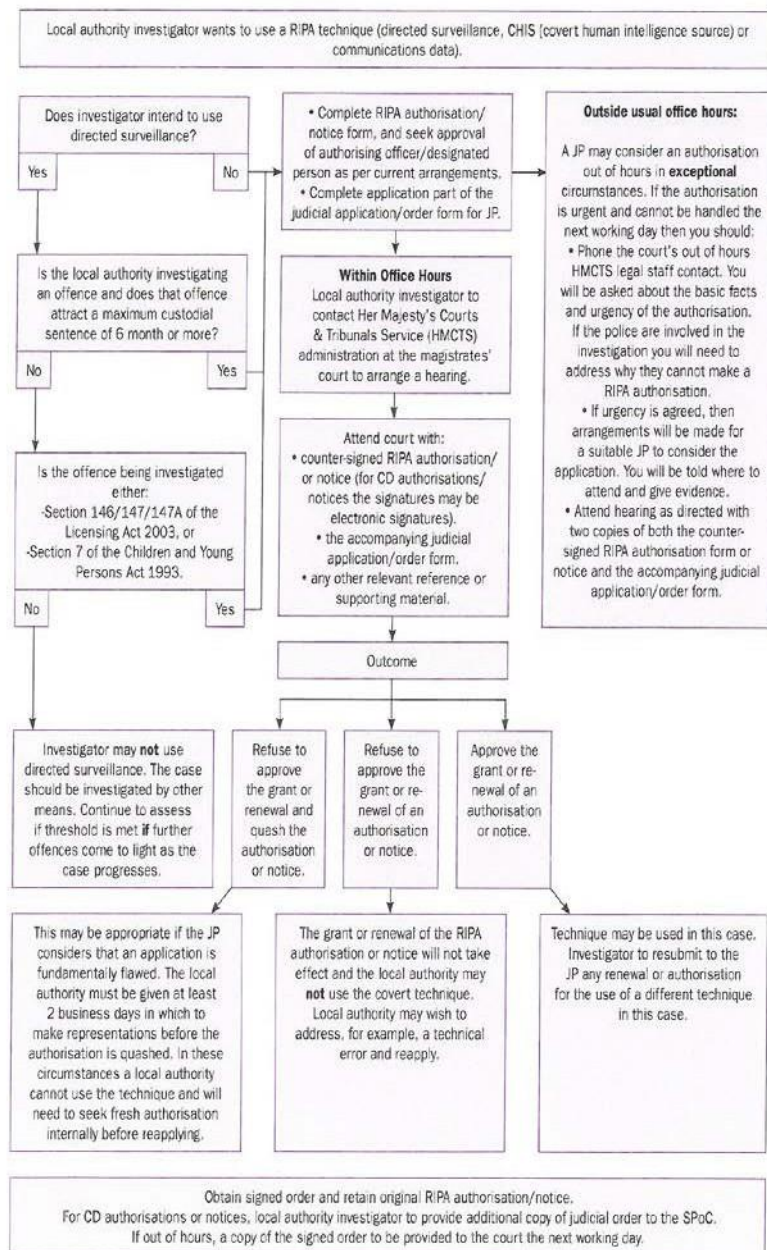 Local authority investigator wants to use a RIPA technique (directed surveillance, CHIS (covert human intelligence source) or
communications data).
Does investigator intend to use
directed surveillance?
Yes
No
Is the local authority investigating
an offence and does that offence
attract a maximum custodial
sentence of 6 month or more?
No
Yes
Is the offence being investigated
either:
-Section 146/147/147A of the
Licensing Act 2003, or
-Section 7 of the Children and Young
Persons Act 1993.
No
Yes
• Complete RIPA authorisation/
notice form, and seek approval
of authorising officer/designated
person as per current arrangements.
• Complete application part of the
judicial application/order form for JP.
Within Office Hours
Local authority investigator to
contact Her Majesty's Courts
& Tribunals Service (HMCTS)
administration at the magistrates'
court to arrange a hearing.
Attend court with:
• counter-signed RIPA authorisation/
or notice (for CD authorisations/
notices the signatures may be
electronic signatures).
• the accompanying judicial
application/order form.
• any other relevant reference or
supporting material.
Outside usual office hours:
A JP may consider an authorisation
out of hours in exceptional
circumstances. If the authorisation
is urgent and cannot be handled the
next working day then you should:
• Phone the court's out of hours
HMCTS legal staff contact. You
will be asked about the basic facts
and urgency of the authorisation.
If the police are involved in the
investigation you will need to
address why they cannot make a
RIPA authorisation.
• If urgency is agreed, then
arrangements will be made for
a suitable JP to consider the
application. You will be told where to
attend and give evidence.
• Attend hearing as directed with
two copies of both the counter-
signed RIPA authorisation form or
notice and the accompanying judicial
application/order form.
Outcome
Investigator may not use
directed surveillance. The case
should be investigated by other
means. Continue to assess
if threshold is met if further
offences come to light as the
case progresses.
Refuse to
approve
the grant or
renewal and
quash the
authorisation
or notice.
Refuse to
approve the
grant or re-
newal of an
authorisation
or notice.
Approve the
grant or re-
newal of an
authorisation
or notice.
This may be appropriate if the JP
considers that an application is
fundamentally flawed. The local
authority must be given at least
2 business days in which to
make representations before the
authorisation is quashed. In these
circumstances a local authority
cannot use the technique and will
need to seek fresh authorisation
internally before reapplying.
The grant or renewal of the RIPA
authorisation or notice will not take
effect and the local authority may
not use the covert technique.
Local authority may wish to
address, for example, a technical
error and reapply.
Technique may be used in this case.
Investigator to resubmit to the
JP any renewal or authorisation
for the use of a different technique
in this case.
Obtain signed order and retain original RIPA authorisation/notice.
For CD authorisations or notices, local authority investigator to provide additional copy of judicial order to the SPoC.
If out of hours, a copy of the signed order to be provided to the court the next working day.